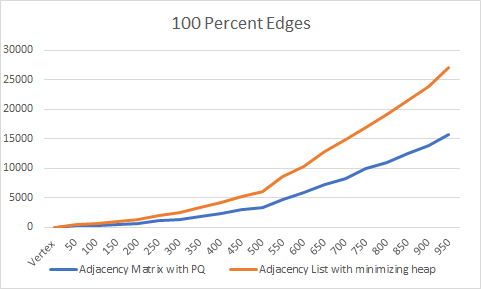 100 Percent Edges
30000
25000
20000
15000
10000
5000
0
Vertex 50 100 150 200 250 300 350 400 450 500 550 600 650 700 750 800 850 900 950
Adjacency Matrix with PQ Adjacency List with minimizing heap